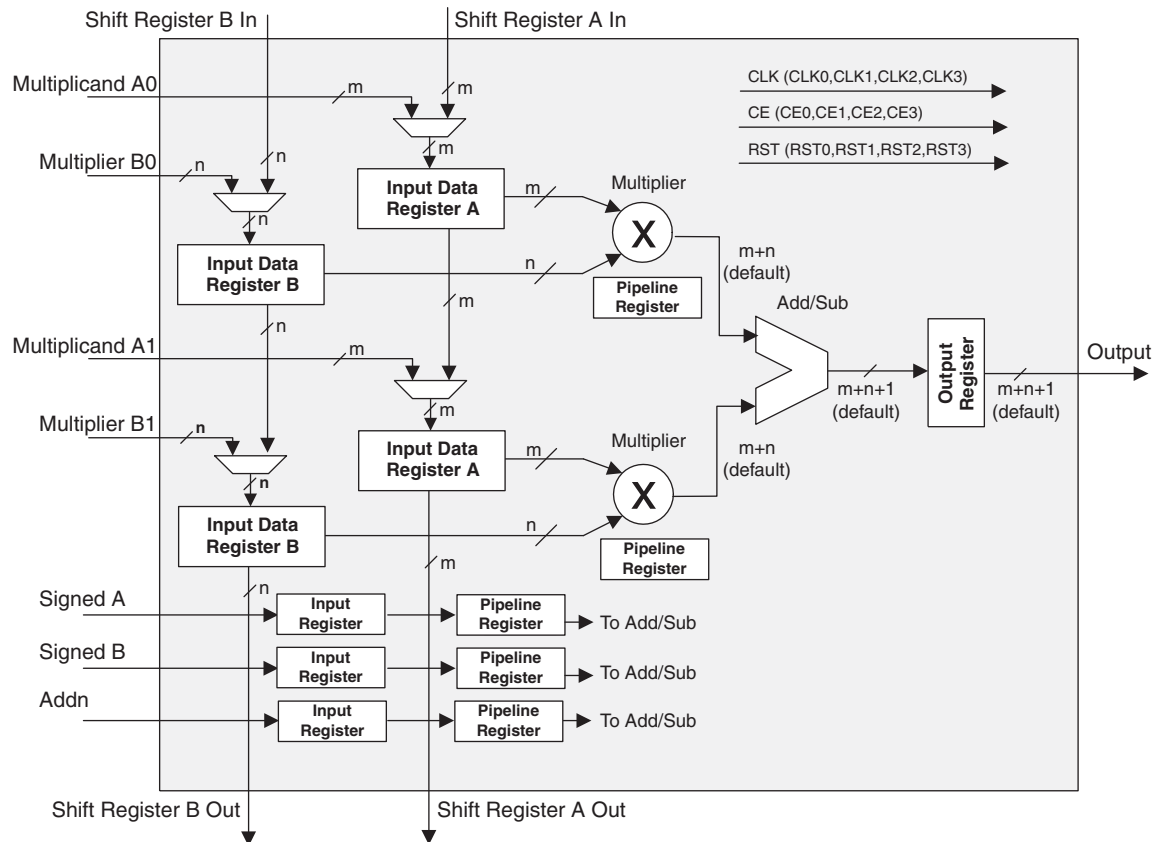 Shift Register B In
Shift Register A In
Multiplicand A0
m
m
CLK (CLK0,CLK1,CLK2,CLK3)
CE (CE0,CE1,CE2,CE3)
RST (RST0,RST1,RST2,RST3)
m
Multiplier B0
n
n
n
Input Data
Register A
m
Multiplier
X
Input Data
Register B
n
m+n
(default)
Pipeline
Register
m
n
Add/Sub
Multiplicand A1
m
Output
Register
Output
m+n+1
(default)
m+n+1
(default)
m
Multiplier B1
n
n
Input Data
Register A
m
Multiplier
X
m+n
(default)
Input Data
Register B
n
Pipeline
Register
m
n
Signed A
Input
Register
Pipeline
Register
To Add/Sub
Signed B
Input
Register
Pipeline
Register
To Add/Sub
Addn
Input
Register
Pipeline
Register
To Add/Sub
Shift Register B Out
Shift Register A Out